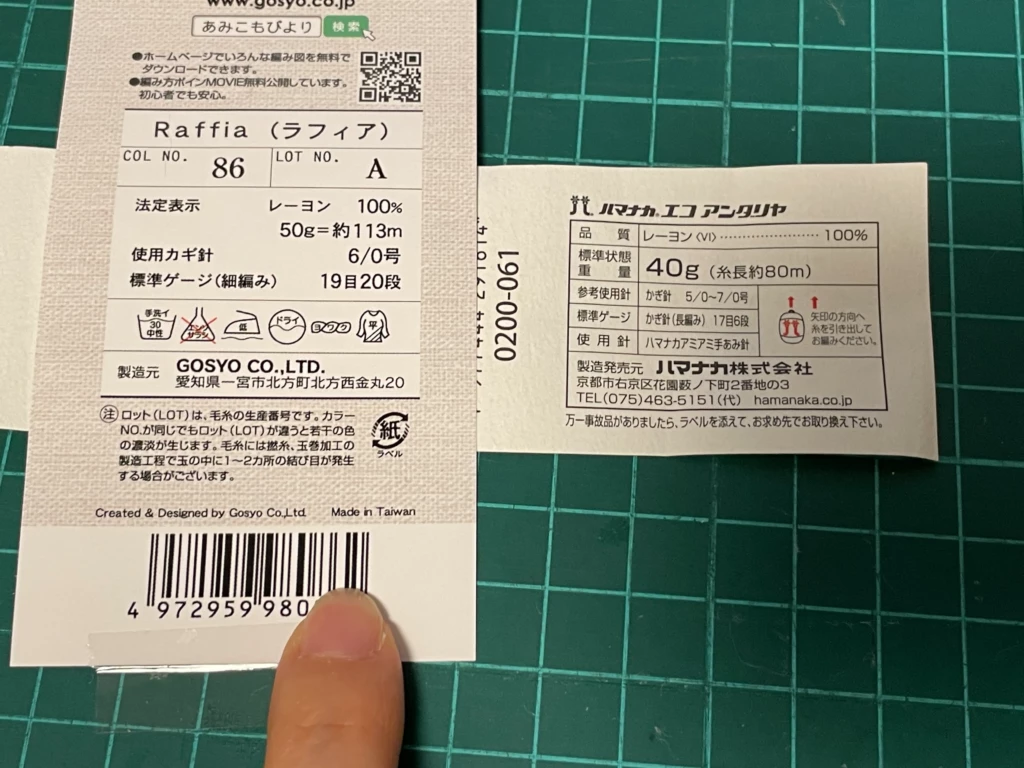 www.gosyo.co.jp
あみこもびより 検索
●ホームページでいろんな編み図を無料で
ダウンロードできます。
●編み方ポインMOVIE無料公開しています。
初心者でも安心。
Raffia (ラフィア)
COL NO. 86 LOT NO. A
法定表示 レーヨン 100%
50g=約113m
使用カギ針 6/0号
標準ゲージ(細編み) 19目20段
手洗イ 30 中性 エンソサラシ ドライ ヨワク 平
製造元 GOSYO CO.,LTD.
愛知県一宮市北方町北方西金丸20
注 ロット(LOT)は、毛糸の生産番号です。カラー
NO.が同じでもロット(LOT)が違うと若干の色
の濃淡が生じます。毛糸には撚糸、玉巻加工の
製造工程で玉の中に1~2カ所の結び目が発生
する場合がございます。
紙
ラベル
Created & Designed by Gosyo Co.,Ltd. Made in Taiwan
4 972959 980
0200-061
ハマナカ エコ アンダリヤ
品質 レーヨン(VI)…………………100%
標準状態重量 40g (糸長約80m)
参考使用針 かぎ針 5/0~7/0号
標準ゲージ かぎ針(長編み) 17目6段
使用針 ハマナカアミアミ手あみ針
矢印の方向へ
糸を引き出して
お編みください。
製造発売元 ハマナカ株式会社
京都市右京区花園薮ノ下町2番地の3
TEL(075)463-5151(代) hamanaka.co.jp
万一事故品がありましたら、ラベルを添えて、お求め先でお取り換え下さい。